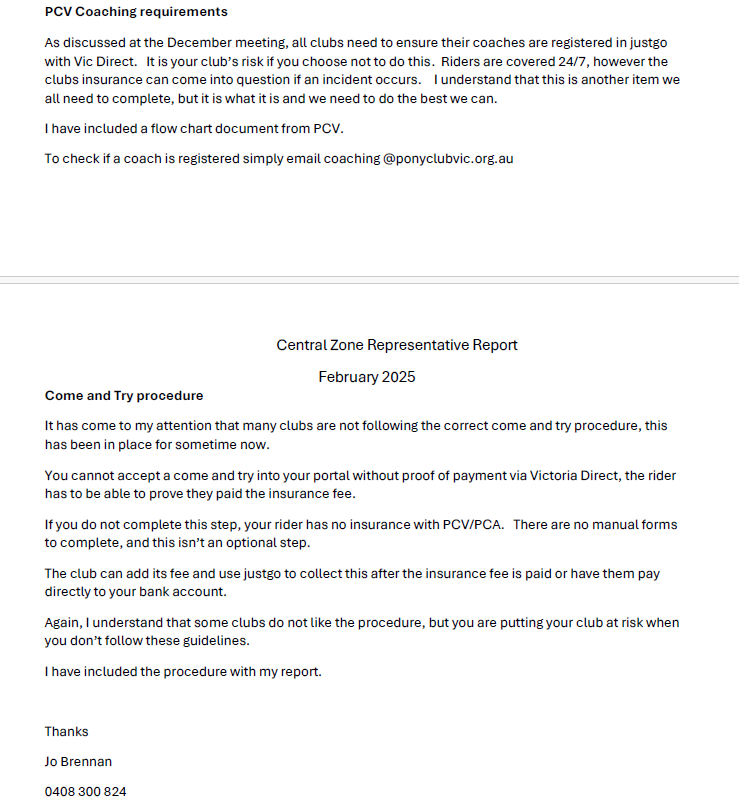 PCV Coaching requirements
As discussed at the December meeting, all clubs need to ensure their coaches are registered in justgo
with Vic Direct.   It is your club's risk if you choose not to do this.  Riders are covered 24/7, however the
clubs insurance can come into question if an incident occurs.    I understand that this is another item we
all need to complete, but it is what it is and we need to do the best we can.
I have included a flow chart document from PCV.
To check if a coach is registered simply email coaching @ponyclubvic.org.au
Central Zone Representative Report
February 2025
Come and Try procedure
It has come to my attention that many clubs are not following the correct come and try procedure, this
has been in place for sometime now.
You cannot accept a come and try into your portal without proof of payment via Victoria Direct, the rider
has to be able to prove they paid the insurance fee.
If you do not complete this step, your rider has no insurance with PCV/PCA.   There are no manual forms
to complete, and this isn't an optional step.
The club can add its fee and use justgo to collect this after the insurance fee is paid or have them pay
directly to your bank account.
Again, I understand that some clubs do not like the procedure, but you are putting your club at risk when
you don't follow these guidelines.
I have included the procedure with my report.
Thanks
Jo Brennan
0408 300 824